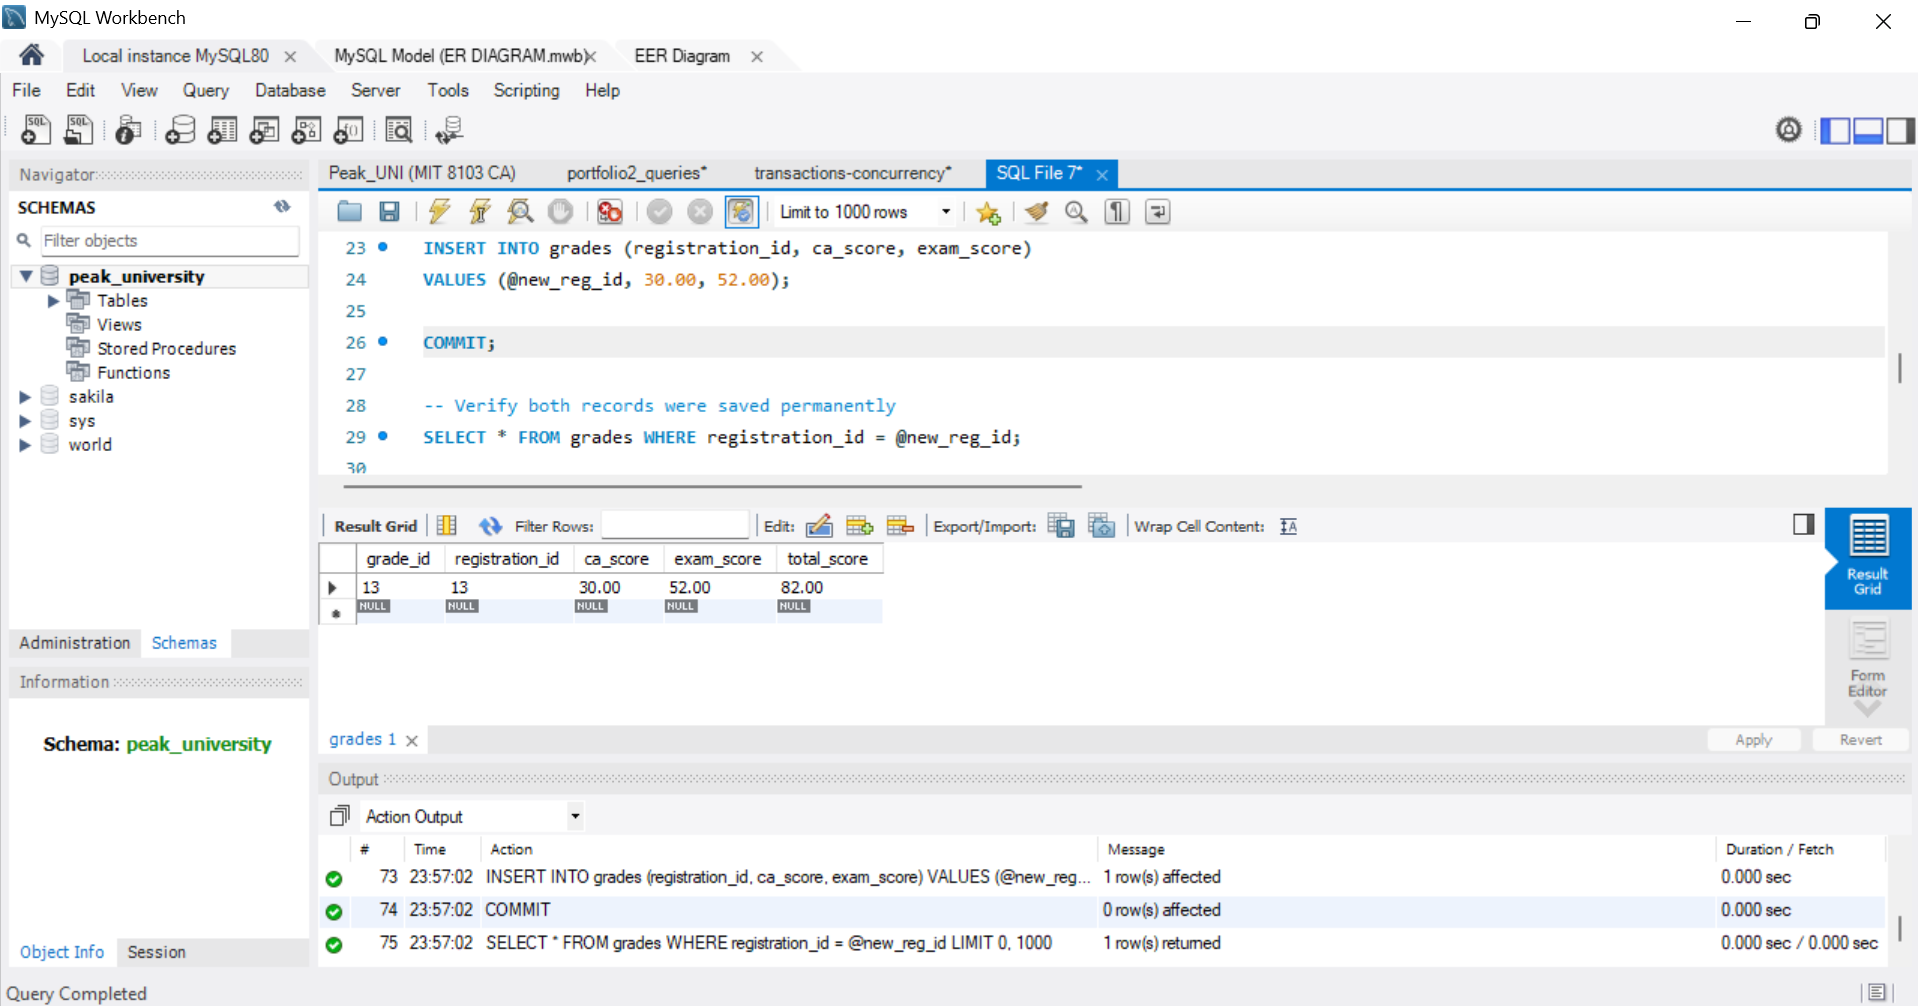 MySQL Workbench
Local instance MySQL80
MySQL Model (ER DIAGRAM.mwb)
EER Diagram
File Edit View Query Database Server Tools Scripting Help
Navigator
SCHEMAS
Filter objects
peak_university
Tables
Views
Stored Procedures
Functions
sakila
sys
world
Administration Schemas
Information
Schema: peak_university
Object Info Session
Peak_UNI (MIT 8103 CA) portfolio2_queries* transactions-concurrency* SQL File 7*
Limit to 1000 rows
23 INSERT INTO grades (registration_id, ca_score, exam_score)
24 VALUES (@new_reg_id, 30.00, 52.00);
25
26 COMMIT;
27
28 -- Verify both records were saved permanently
29 SELECT * FROM grades WHERE registration_id = @new_reg_id;
30
Result Grid Filter Rows: Edit: Export/Import: Wrap Cell Content:
grade_id registration_id ca_score exam_score total_score
13 13 30.00 52.00 82.00
NULL NULL NULL NULL NULL
Result Grid
Form Editor
grades 1
Apply Revert
Output
Action Output
# Time Action Message Duration / Fetch
73 23:57:02 INSERT INTO grades (registration_id, ca_score, exam_score) VALUES (@new_reg... 1 row(s) affected 0.000 sec
74 23:57:02 COMMIT 0 row(s) affected 0.000 sec
75 23:57:02 SELECT * FROM grades WHERE registration_id = @new_reg_id LIMIT 0, 1000 1 row(s) returned 0.000 sec / 0.000 sec
Query Completed